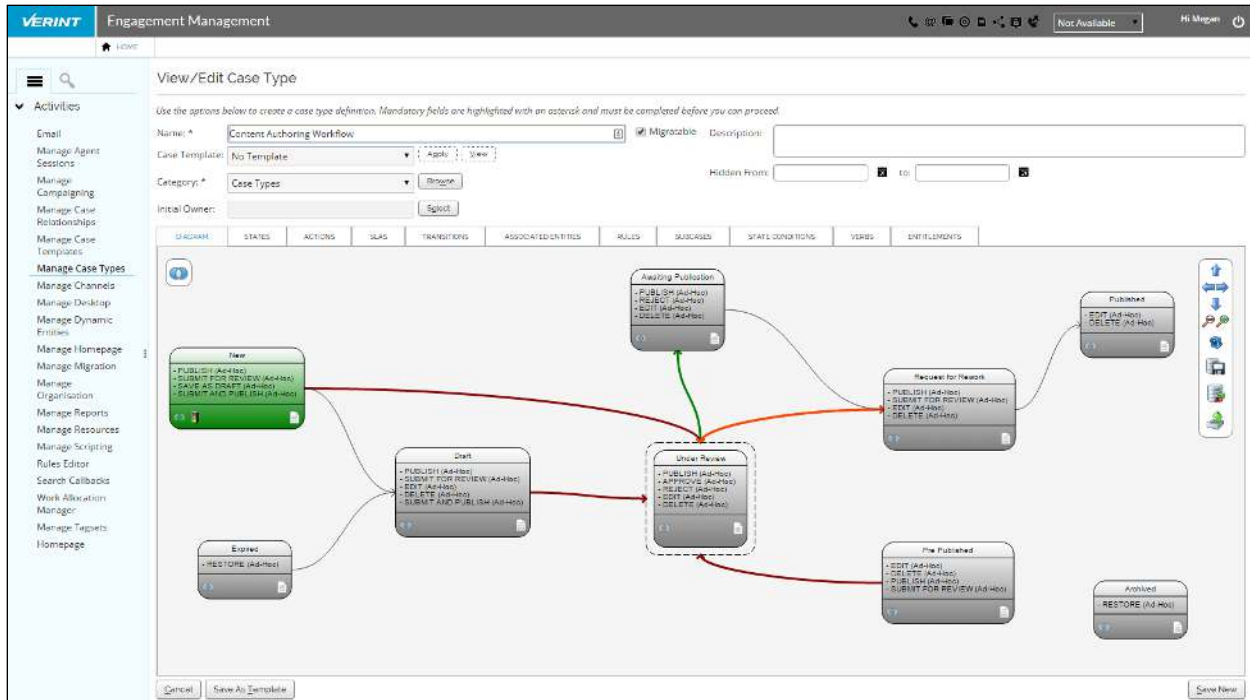 VERINT Engagement Management
Not Available
Hi Megan
HOME
View/Edit Case Type
Activities
Use the options below to create a case type definition. Mandatory fields are highlighted with an asterisk and must be completed before you can proceed.
Email
Manage Agent
Sessions
Manage
Campaigning
Manage Case
Relationships
Manage Case
Templates
Manage Case Types
Manage Channels
Manage Desktop
Manage Dynamic
Entities
Manage Homepage
Manage Migration
Manage
Organisation
Manage Reports
Manage Resources
Manage Scripting
Rules Editor
Search Callbacks
Work Allocation
Manager
Manage Tagsets
Homepage
Name: * Content Authoring Workflow
Migratable
Description:
Case Template: No Template
Apply
View
Category: * Case Types
Browse
Hidden From:
to:
Initial Owner:
Select
DIAGRAM STATES ACTIONS SLAS TRANSITIONS ASSOCIATED ENTITIES RULES SUBCASES STATE CONDITIONS VERBS ENTITLEMENTS
Awaiting Publication
- PUBLISH (Ad-Hoc)
- REJECT (Ad-Hoc)
- EDIT (Ad-Hoc)
- DELETE (Ad-Hoc)
Published
- EDIT (Ad-Hoc)
- DELETE (Ad-Hoc)
New
- PUBLISH (Ad-Hoc)
- SUBMIT FOR REVIEW (Ad-Hoc)
- SAVE AS DRAFT (Ad-Hoc)
- SUBMIT AND PUBLISH (Ad-Hoc)
Request for Rework
- PUBLISH (Ad-Hoc)
- SUBMIT FOR REVIEW (Ad-Hoc)
- EDIT (Ad-Hoc)
- DELETE (Ad-Hoc)
Draft
- PUBLISH (Ad-Hoc)
- SUBMIT FOR REVIEW (Ad-Hoc)
- EDIT (Ad-Hoc)
- DELETE (Ad-Hoc)
- SUBMIT AND PUBLISH (Ad-Hoc)
Under Review
- PUBLISH (Ad-Hoc)
- APPROVE (Ad-Hoc)
- REJECT (Ad-Hoc)
- EDIT (Ad-Hoc)
- DELETE (Ad-Hoc)
Expired
- RESTORE (Ad-Hoc)
Pre Published
- EDIT (Ad-Hoc)
- DELETE (Ad-Hoc)
- PUBLISH (Ad-Hoc)
- SUBMIT FOR REVIEW (Ad-Hoc)
Archived
- RESTORE (Ad-Hoc)
Cancel
Save As Template
Save New